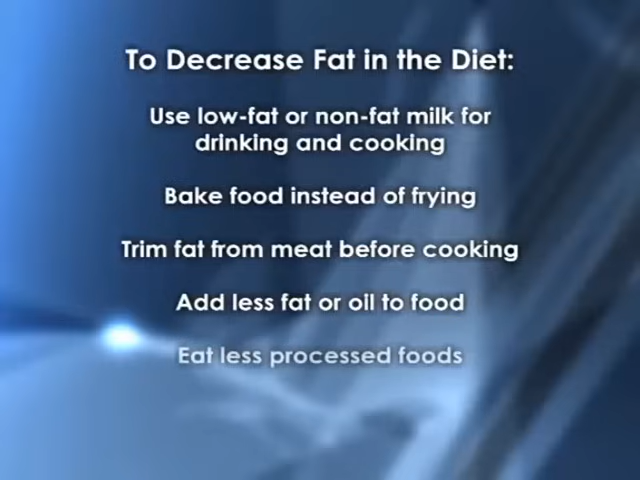 To Decrease Fat in the Diet:
Use low-fat or non-fat milk for
drinking and cooking
Bake food instead of frying
Trim fat from meat before cooking
Add less fat or oil to food
Eat less processed foods